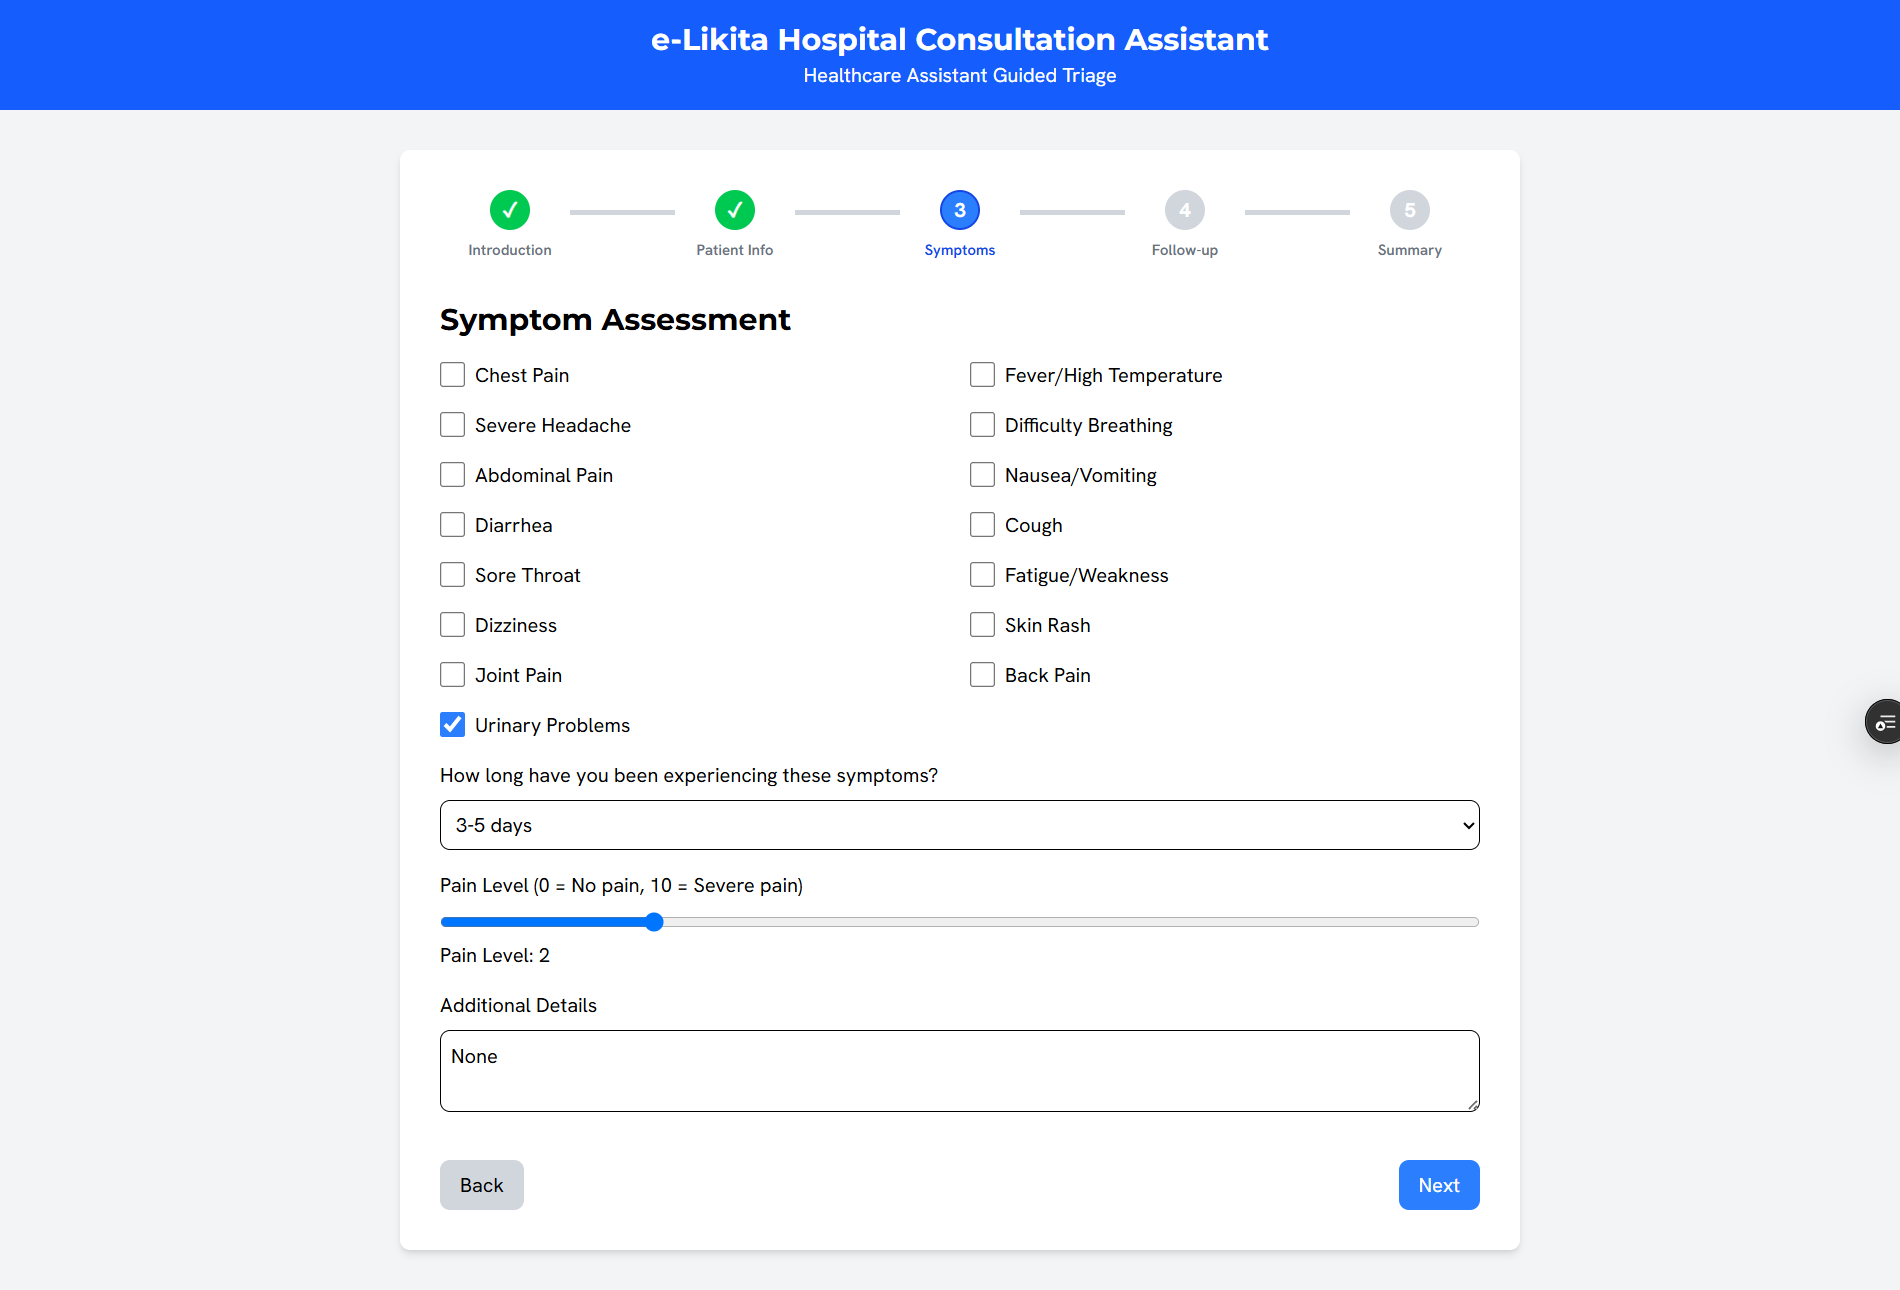 e-Likita Hospital Consultation Assistant
Healthcare Assistant Guided Triage
3
4
5
Introduction
Patient Info
Symptoms
Follow-up
Summary
Symptom Assessment
Chest Pain
Fever/High Temperature
Severe Headache
Difficulty Breathing
Abdominal Pain
Nausea/Vomiting
Diarrhea
Cough
Sore Throat
Fatigue/Weakness
Dizziness
Skin Rash
Joint Pain
Back Pain
Urinary Problems
How long have you been experiencing these symptoms?
3-5 days
Pain Level (0 = No pain, 10 = Severe pain)
Pain Level: 2
Additional Details
None
Back
Next